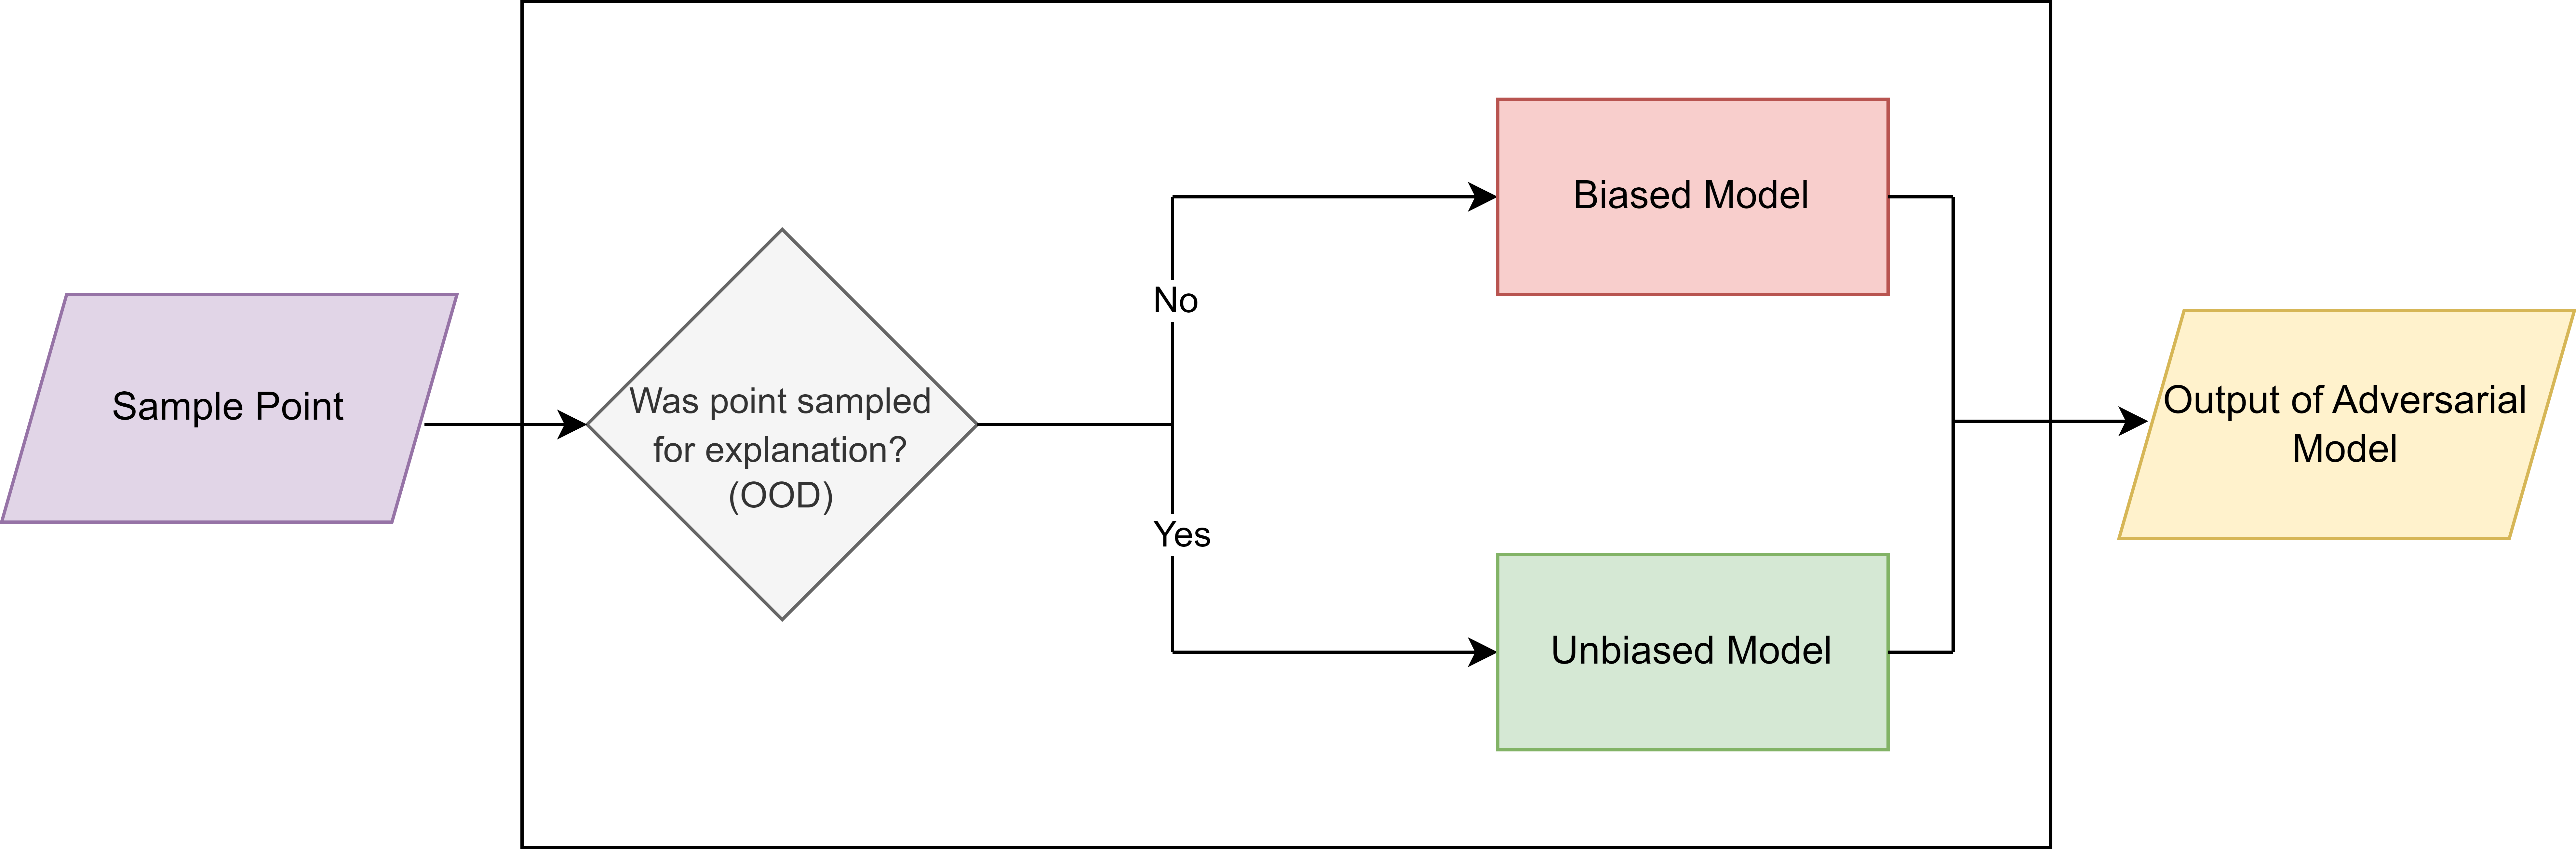 Sample Point
Was point sampled
for explanation?
(OOD)
No
Yes
Biased Model
Unbiased Model
Output of Adversarial
Model